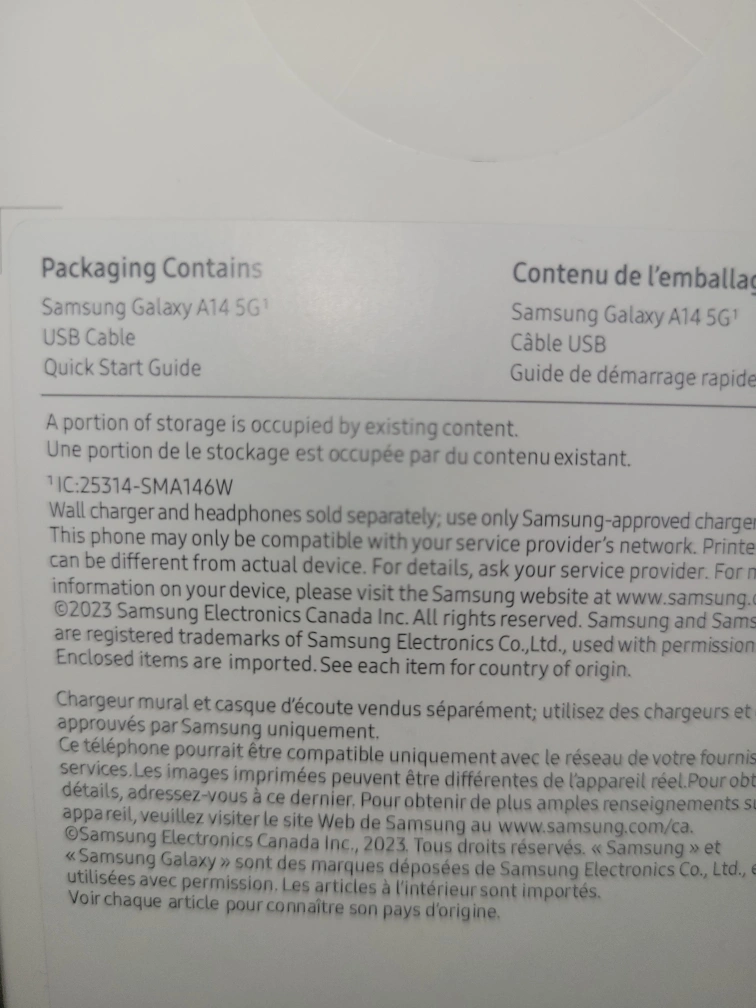 Packaging Contains
Samsung Galaxy A14 5G¹
USB Cable
Quick Start Guide
Contenu de l'emballag
Samsung Galaxy A14 5G¹
Câble USB
Guide de démarrage rapide
A portion of storage is occupied by existing content.
Une portion de le stockage est occupée par du contenu existant.
¹ IC:25314-SMA146W
Wall charger and headphones sold separately; use only Samsung-approved charger
This phone may only be compatible with your service provider's network. Printe
can be different from actual device. For details, ask your service provider. For m
information on your device, please visit the Samsung website at www.samsung.c
©2023 Samsung Electronics Canada Inc. All rights reserved. Samsung and Sams
are registered trademarks of Samsung Electronics Co.,Ltd., used with permission
Enclosed items are imported. See each item for country of origin.
Chargeur mural et casque d'écoute vendus séparément; utilisez des chargeurs et
approuvés par Samsung uniquement.
Ce téléphone pourrait être compatible uniquement avec le réseau de votre fournis
services. Les images imprimées peuvent être différentes de l'appareil réel. Pour obt
détails, adressez-vous à ce dernier. Pour obtenir de plus amples renseignements su
appareil, veuillez visiter le site Web de Samsung au www.samsung.com/ca.
©Samsung Electronics Canada Inc., 2023. Tous droits réservés. « Samsung » et
« Samsung Galaxy » sont des marques déposées de Samsung Electronics Co., Ltd., e
utilisées avec permission. Les articles à l'intérieur sont importés.
Voir chaque article pour connaître son pays d'origine.